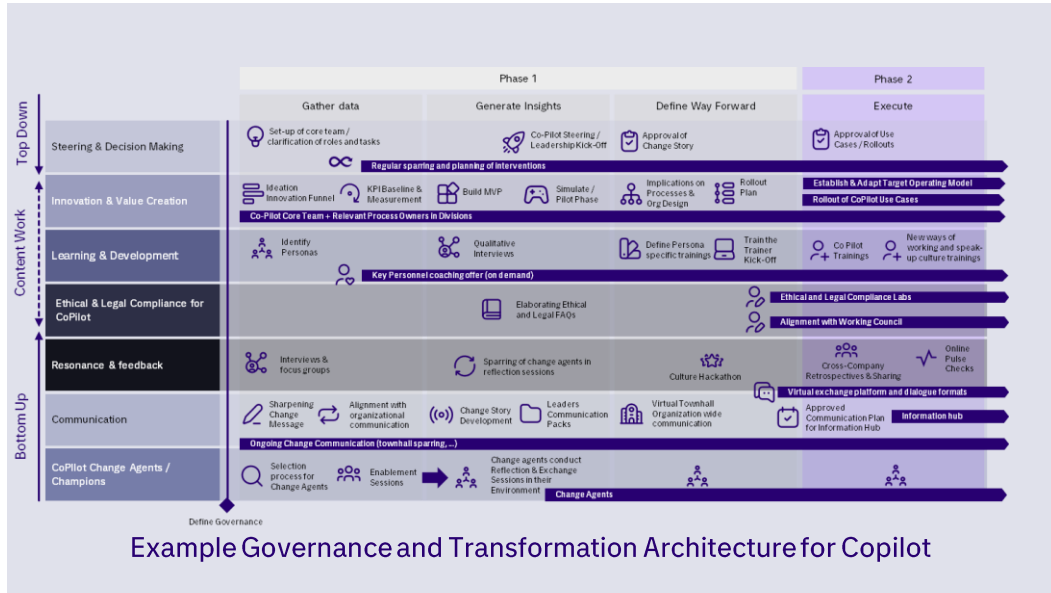 Phase 1
Phase 2
Gather data
Generate Insights
Define Way Forward
Execute
Top Down
Steering & Decision Making
Set-up of core team /
clarification of roles and tasks
Co-Pilot Steering /
Leadership Kick-Off
Approval of
Change Story
Approval of Use
Cases / Rollouts
Regular sparring and planning of interventions
Content Work
Innovation & Value Creation
Ideation
Innovation Funnel
KPI Baseline &
Measurement
Build MVP
Simulate /
Pilot Phase
Implications on
Processes &
Org Design
Rollout
Plan
Establish & Adapt Target Operating Model
Rollout of CoPilot Use Cases
Co-Pilot Core Team + Relevant Process Owners in Divisions
Learning & Development
Identify
Personas
Qualitative
Interviews
Define Persona
specific trainings
Train the
Trainer
Kick-Off
Co Pilot
Trainings
New ways of
working and speak-
up culture trainings
Key Personnel coaching offer (on demand)
Ethical & Legal Compliance for
CoPilot
Elaborating Ethical
and Legal FAQs
Ethical and Legal Compliance Labs
Alignment with Working Council
Bottom Up
Resonance & feedback
Interviews &
focus groups
Sparring of change agents in
reflection sessions
Culture Hackathon
Cross-Company
Retrospectives & Sharing
Online
Pulse
Checks
Virtual exchange platform and dialogue formats
Communication
Sharpening
Change
Message
Alignment with
organizational
communication
Change Story
Development
Leaders
Communication
Packs
Virtual Townhall
Organization wide
communication
Approved
Communication Plan
for Information Hub
Information hub
Ongoing Change Communication (townhall sparring, ...)
CoPilot Change Agents /
Champions
Selection
process for
Change Agents
Enablement
Sessions
Change agents conduct
Reflection & Exchange
Sessions in their
Environment
Change Agents
Define Governance
Example Governance and Transformation Architecture for Copilot